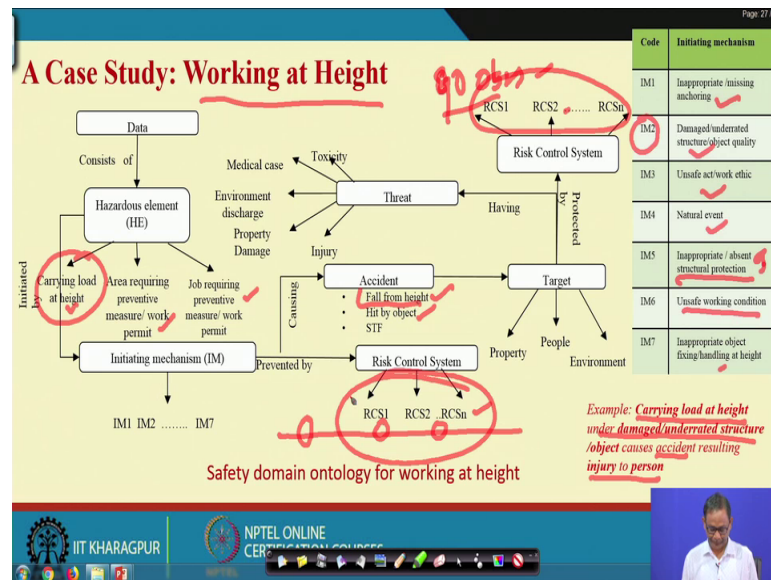 Page: 27 /
A Case Study: Working at Height
Data
Consists of
Hazardous element
(HE)
Initiated
by
Carrying load
at height
Area requiring
preventive
measure/ work
permit
Job requiring
preventive
measure/ work
permit
Initiating mechanism (IM)
IM1 IM2 ........ IM7
Medical case
Toxicity
Environment
discharge
Property
Damage
Injury
Threat
Having
Causing
Accident
• Fall from height
• Hit by object
• STF
Prevented by
Risk Control System
RCS1 RCS2 ..RCSn
RCS1 RCS2 ....... RCSn
Risk Control System
Protected
by
Target
Property
People
Environment
Safety domain ontology for working at height
Code Initiating mechanism
IM1 Inappropriate /missing
anchoring
IM2 Damaged/underrated
structure/object quality
IM3 Unsafe act/work ethic
IM4 Natural event
IM5 Inappropriate / absent
structural protection
IM6 Unsafe working condition
IM7 Inappropriate object
fixing/handling at height
Example: Carrying load at height
under damaged/underrated structure
/object causes accident resulting
injury to person
IIT KHARAGPUR
NPTEL ONLINE
CERTIFICATION COURSES